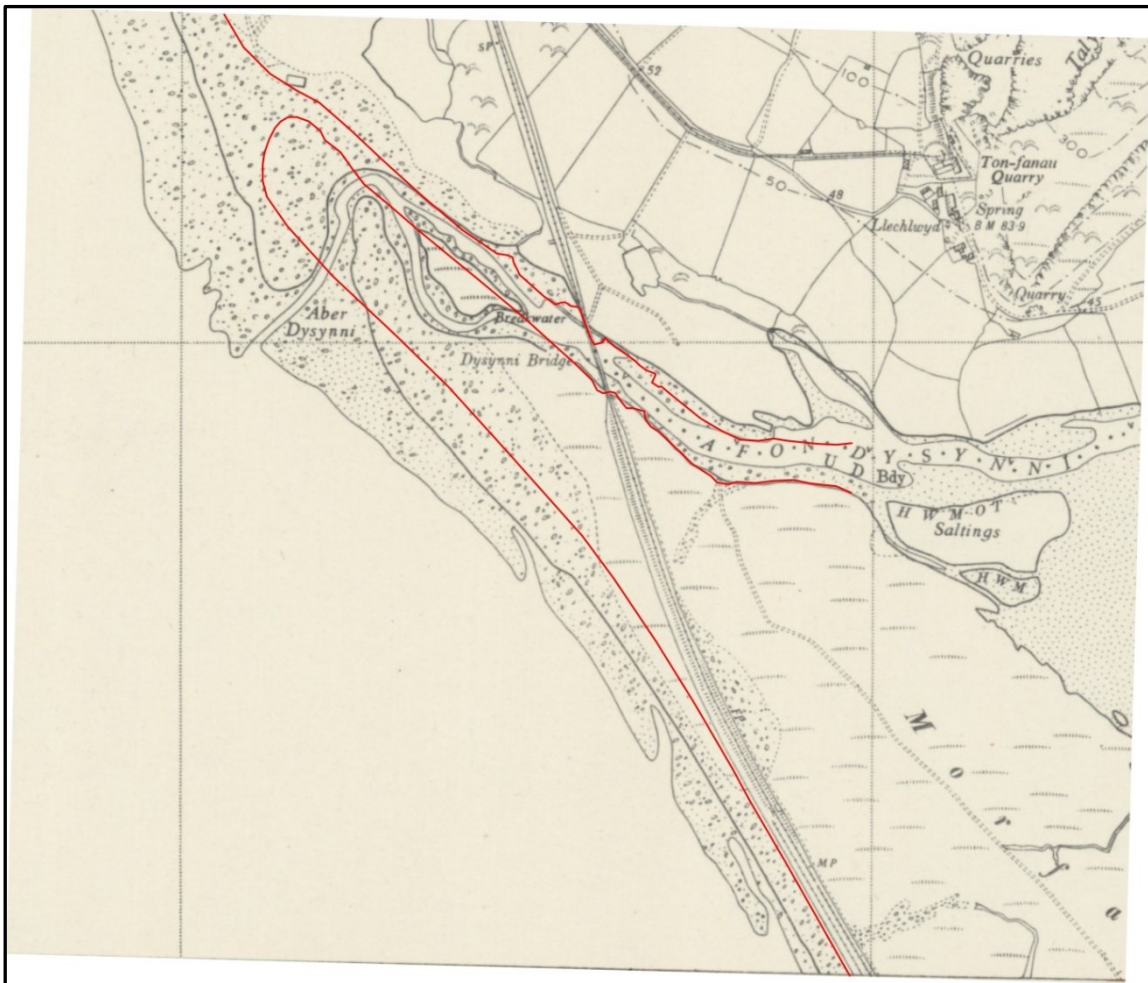 SP
52
100
Quarries
Tal
300
Ton-fanau
Quarry
50
48
Llechlwyd
Spring
B M 83·9
Quarry
45
Aber
Dysynni
Breakwater
Dysynni Bridge
A F O N D Y S Y N N I
U D Bdy
H W M O T
Saltings
H W M
FP
M o r f a
MP